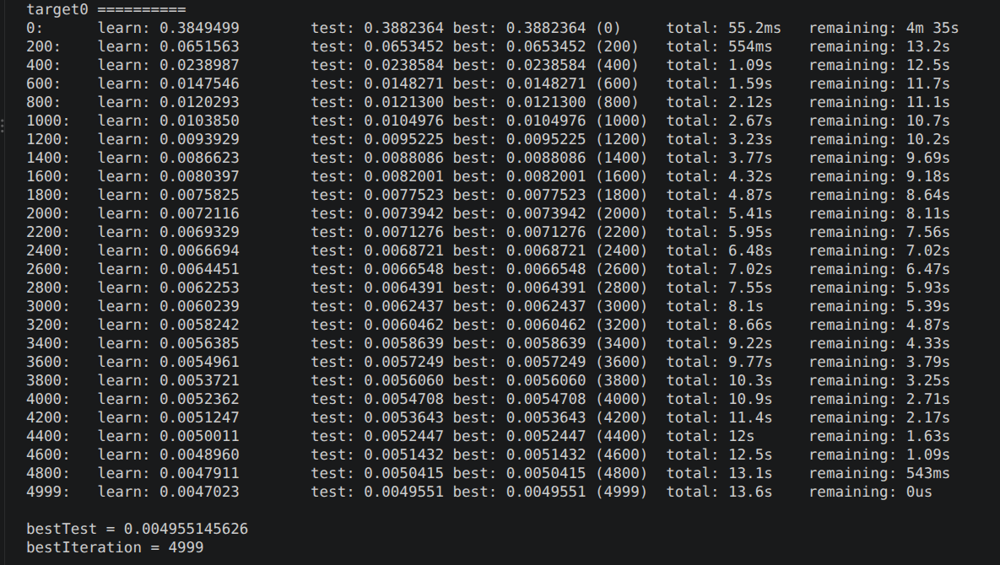 target0 ==========
0: learn: 0.3849499 test: 0.3882364 best: 0.3882364 (0) total: 55.2ms remaining: 4m 35s
200: learn: 0.0651563 test: 0.0653452 best: 0.0653452 (200) total: 554ms remaining: 13.2s
400: learn: 0.0238987 test: 0.0238584 best: 0.0238584 (400) total: 1.09s remaining: 12.5s
600: learn: 0.0147546 test: 0.0148271 best: 0.0148271 (600) total: 1.59s remaining: 11.7s
800: learn: 0.0120293 test: 0.0121300 best: 0.0121300 (800) total: 2.12s remaining: 11.1s
1000: learn: 0.0103850 test: 0.0104976 best: 0.0104976 (1000) total: 2.67s remaining: 10.7s
1200: learn: 0.0093929 test: 0.0095225 best: 0.0095225 (1200) total: 3.23s remaining: 10.2s
1400: learn: 0.0086623 test: 0.0088086 best: 0.0088086 (1400) total: 3.77s remaining: 9.69s
1600: learn: 0.0080397 test: 0.0082001 best: 0.0082001 (1600) total: 4.32s remaining: 9.18s
1800: learn: 0.0075825 test: 0.0077523 best: 0.0077523 (1800) total: 4.87s remaining: 8.64s
2000: learn: 0.0072116 test: 0.0073942 best: 0.0073942 (2000) total: 5.41s remaining: 8.11s
2200: learn: 0.0069329 test: 0.0071276 best: 0.0071276 (2200) total: 5.95s remaining: 7.56s
2400: learn: 0.0066694 test: 0.0068721 best: 0.0068721 (2400) total: 6.48s remaining: 7.02s
2600: learn: 0.0064451 test: 0.0066548 best: 0.0066548 (2600) total: 7.02s remaining: 6.47s
2800: learn: 0.0062253 test: 0.0064391 best: 0.0064391 (2800) total: 7.55s remaining: 5.93s
3000: learn: 0.0060239 test: 0.0062437 best: 0.0062437 (3000) total: 8.1s remaining: 5.39s
3200: learn: 0.0058242 test: 0.0060462 best: 0.0060462 (3200) total: 8.66s remaining: 4.87s
3400: learn: 0.0056385 test: 0.0058639 best: 0.0058639 (3400) total: 9.22s remaining: 4.33s
3600: learn: 0.0054961 test: 0.0057249 best: 0.0057249 (3600) total: 9.77s remaining: 3.79s
3800: learn: 0.0053721 test: 0.0056060 best: 0.0056060 (3800) total: 10.3s remaining: 3.25s
4000: learn: 0.0052362 test: 0.0054708 best: 0.0054708 (4000) total: 10.9s remaining: 2.71s
4200: learn: 0.0051247 test: 0.0053643 best: 0.0053643 (4200) total: 11.4s remaining: 2.17s
4400: learn: 0.0050011 test: 0.0052447 best: 0.0052447 (4400) total: 12s remaining: 1.63s
4600: learn: 0.0048960 test: 0.0051432 best: 0.0051432 (4600) total: 12.5s remaining: 1.09s
4800: learn: 0.0047911 test: 0.0050415 best: 0.0050415 (4800) total: 13.1s remaining: 543ms
4999: learn: 0.0047023 test: 0.0049551 best: 0.0049551 (4999) total: 13.6s remaining: 0us
bestTest = 0.004955145626
bestIteration = 4999